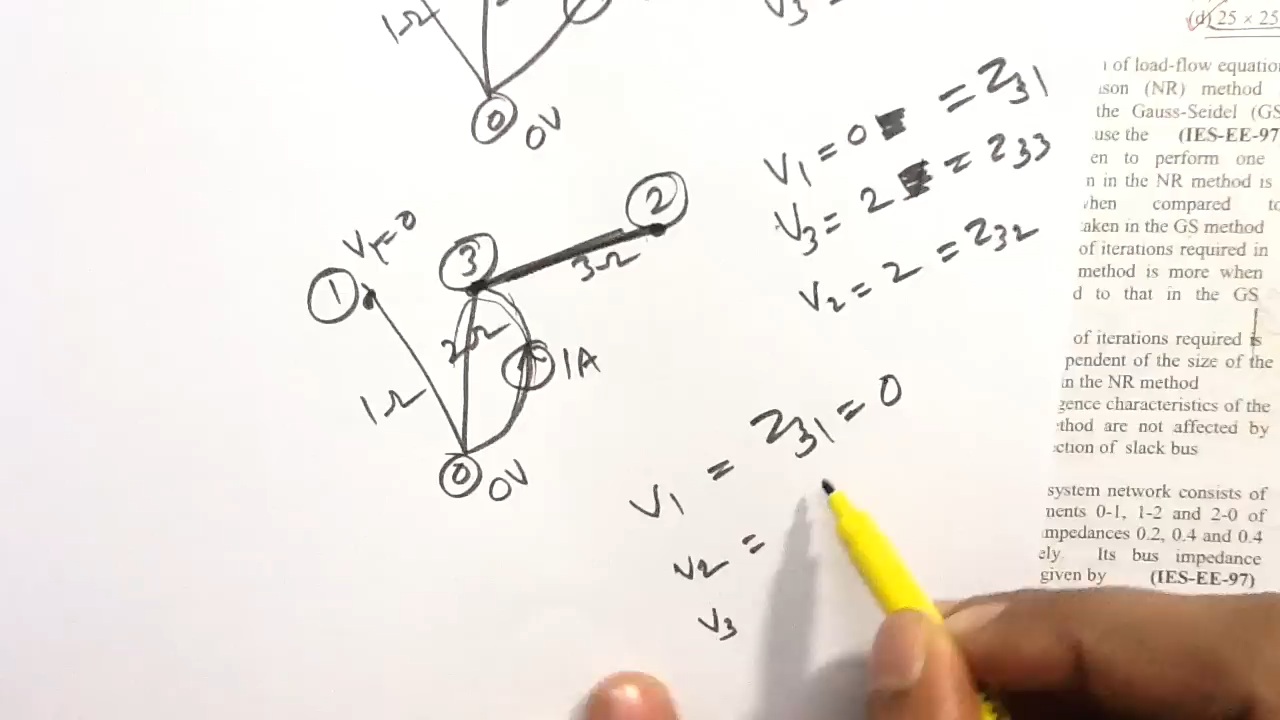 1Ω
V3
0
0V
(d) 25 × 25
of load-flow equation
(NR) method
the Gauss-Seidel (GS
use the (IES-EE-97
en to perform one
n in the NR method is
when compared to
taken in the GS method
of iterations required in
method is more when
d to that in the GS
of iterations required is
pendent of the size of the
in the NR method
gence characteristics of the
thod are not affected by
ction of slack bus
system network consists of
nents 0-1, 1-2 and 2-0 of
mpedances 0.2, 0.4 and 0.4
ely Its bus impedance
given by (IES-EE-97)
V1 = 0 = Z31
V3 = 2 = Z33
V2 = 2 = Z32
V1=0
1
3
2
3Ω
2Ω
1A
1Ω
0
0V
V1 = Z31 = 0
V2 =
V3